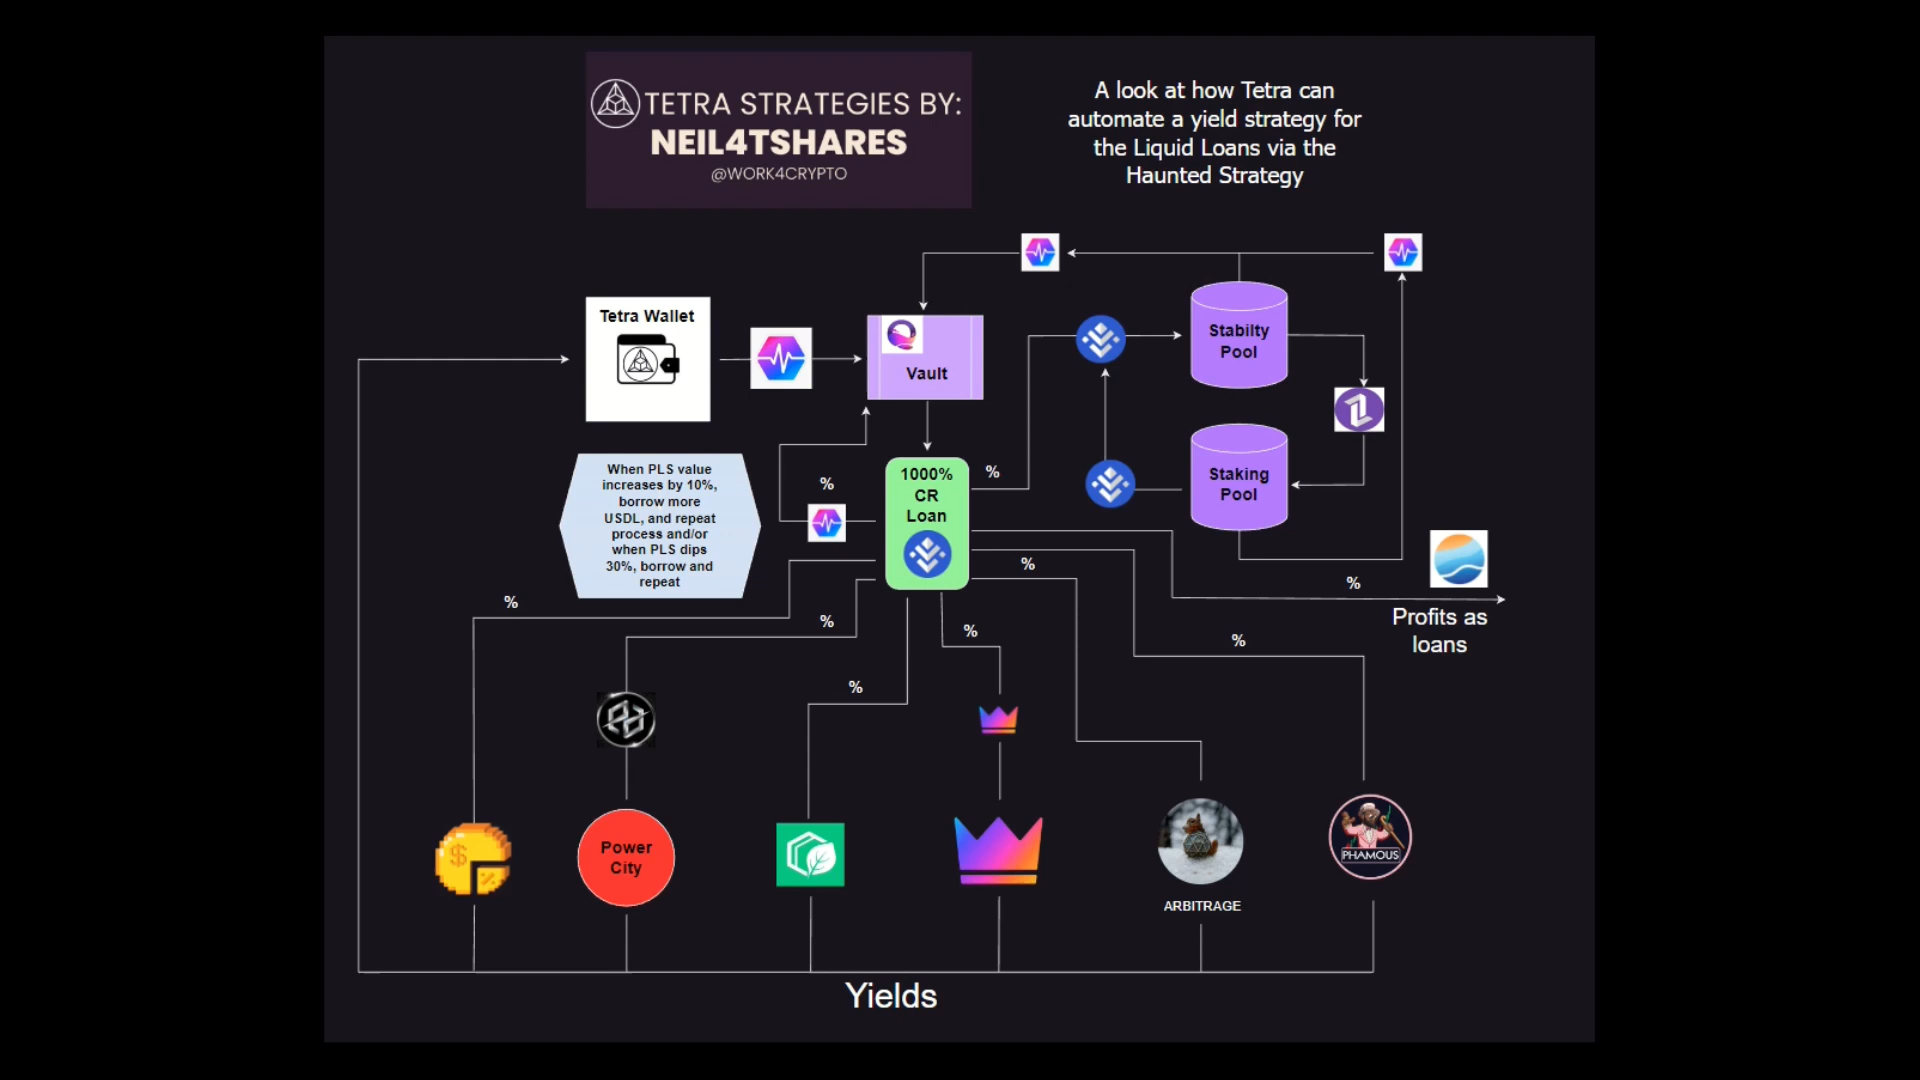 TETRA STRATEGIES BY:
NEIL4TSHARES
@WORK4CRYPTO
A look at how Tetra can
automate a yield strategy for
the Liquid Loans via the
Haunted Strategy
Tetra Wallet
Vault
Stabilty
Pool
Staking
Pool
1000%
CR
Loan
%
%
When PLS value
increases by 10%,
borrow more
USDL, and repeat
process and/or
when PLS dips
30%, borrow and
repeat
%
%
%
%
%
%
%
Profits as
loans
$
%
Power
City
PHAMOUS
ARBITRAGE
Yields